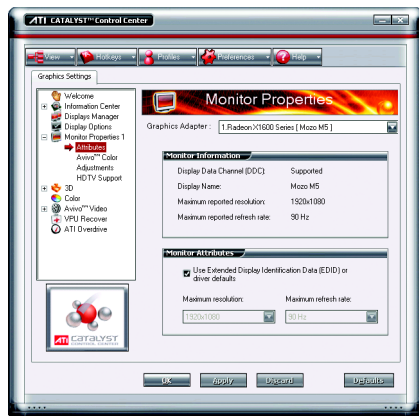 ATI CATALYST™ Control Center
View
Hotkeys
Profiles
Preferences
Help
Graphics Settings
Welcome
Information Center
Displays Manager
Display Options
Monitor Properties 1
Attributes
Avivo™ Color
Adjustments
HDTV Support
3D
Color
Avivo™ Video
VPU Recover
ATI Overdrive
ATI CATALYST
CONTROL CENTER
Monitor Properties
Graphics Adapter: 1.Radeon X1600 Series [ Mozo M5 ]
Monitor Information
Display Data Channel (DDC): Supported
Display Name: Mozo M5
Maximum reported resolution: 1920x1080
Maximum reported refresh rate: 90 Hz
Monitor Attributes
Use Extended Display Identification Data (EDID) or
driver defaults
Maximum resolution: Maximum refresh rate:
1920x1080 90 Hz
OK Apply Discard Defaults